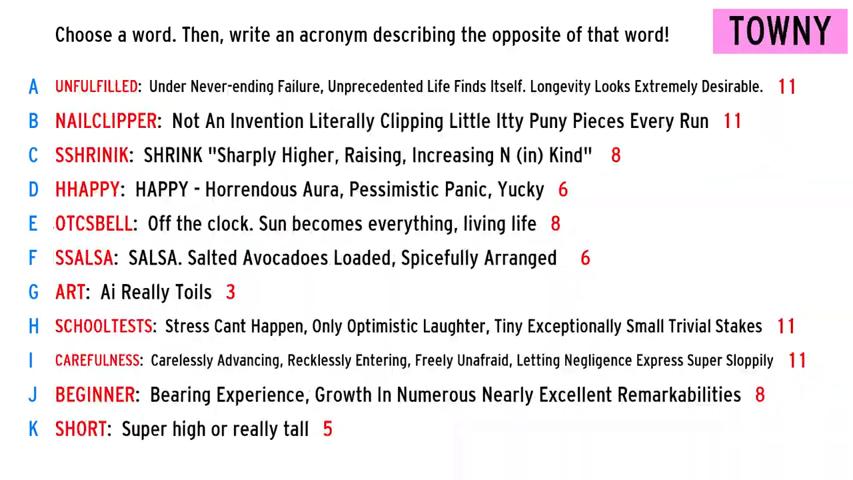 Choose a word. Then, write an acronym describing the opposite of that word!
TOWNY
A UNFULFILLED: Under Never-ending Failure, Unprecedented Life Finds Itself. Longevity Looks Extremely Desirable. 11
B NAILCLIPPER: Not An Invention Literally Clipping Little Itty Puny Pieces Every Run 11
C SSHRINIK: SHRINK "Sharply Higher, Raising, Increasing N (in) Kind" 8
D HHAPPY: HAPPY - Horrendous Aura, Pessimistic Panic, Yucky 6
E OTCSBELL: Off the clock. Sun becomes everything, living life 8
F SSALSA: SALSA. Salted Avocadoes Loaded, Spicefully Arranged 6
G ART: Ai Really Toils 3
H SCHOOLTESTS: Stress Cant Happen, Only Optimistic Laughter, Tiny Exceptionally Small Trivial Stakes 11
I CAREFULNESS: Carelessly Advancing, Recklessly Entering, Freely Unafraid, Letting Negligence Express Super Sloppily 11
J BEGINNER: Bearing Experience, Growth In Numerous Nearly Excellent Remarkabilities 8
K SHORT: Super high or really tall 5